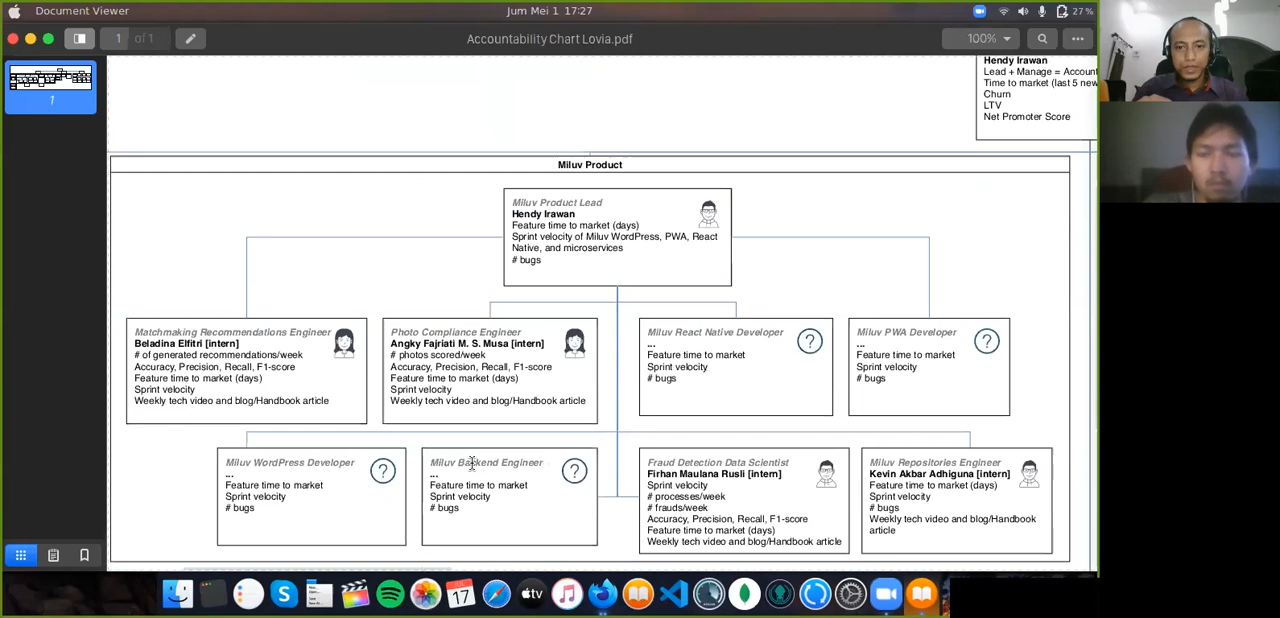 Document Viewer
Jum Mei 1 17:27
27%
1 of 1
Accountability Chart Lovia.pdf
100%
1
Hendy Irawan
Lead + Manage = Account
Time to market (last 5 new
Churn
LTV
Net Promoter Score
Miluv Product
Miluv Product Lead
Hendy Irawan
Feature time to market (days)
Sprint velocity of Miluv WordPress, PWA, React
Native, and microservices
# bugs
Matchmaking Recommendations Engineer
Beladina Elfitri [intern]
# of generated recommendations/week
Accuracy, Precision, Recall, F1-score
Feature time to market (days)
Sprint velocity
Weekly tech video and blog/Handbook article
Photo Compliance Engineer
Angky Fajriati M. S. Musa [intern]
# photos scored/week
Accuracy, Precision, Recall, F1-score
Feature time to market (days)
Sprint velocity
Weekly tech video and blog/Handbook article
Miluv React Native Developer
...
Feature time to market
Sprint velocity
# bugs
?
Miluv PWA Developer
...
Feature time to market
Sprint velocity
# bugs
?
Miluv WordPress Developer
...
Feature time to market
Sprint velocity
# bugs
?
Miluv Backend Engineer
...
Feature time to market
Sprint velocity
# bugs
?
Fraud Detection Data Scientist
Firhan Maulana Rusli [intern]
Sprint velocity
# processes/week
# frauds/week
Accuracy, Precision, Recall, F1-score
Feature time to market (days)
Weekly tech video and blog/Handbook article
Miluv Repositories Engineer
Kevin Akbar Adhiguna [intern]
Feature time to market (days)
Sprint velocity
# bugs
Weekly tech video and blog/Handbook
article
17
tv